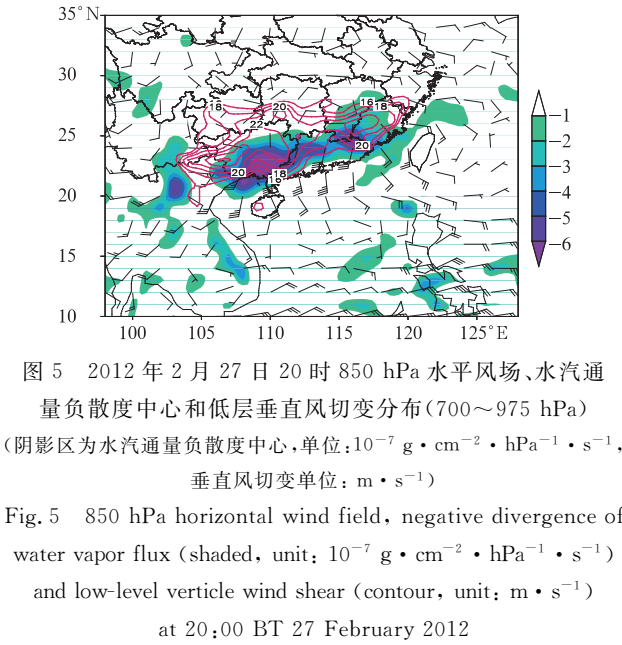 35°N
30
25
20
15
10
100
105
110
115
120
125°E
18
20
22
16
18
20
20
18
16
-1
-2
-3
-4
-5
-6
图 5 2012 年 2 月 27 日 20 时 850 hPa 水平风场、水汽通
量负散度中心和低层垂直风切变分布(700～975 hPa)
(阴影区为水汽通量负散度中心,单位:10⁻⁷ g·cm⁻²·hPa⁻¹·s⁻¹,
垂直风切变单位: m·s⁻¹)
Fig. 5 850 hPa horizontal wind field, negative divergence of
water vapor flux (shaded, unit: 10⁻⁷ g·cm⁻²·hPa⁻¹·s⁻¹)
and low-level verticle wind shear (contour, unit: m·s⁻¹)
at 20:00 BT 27 February 2012